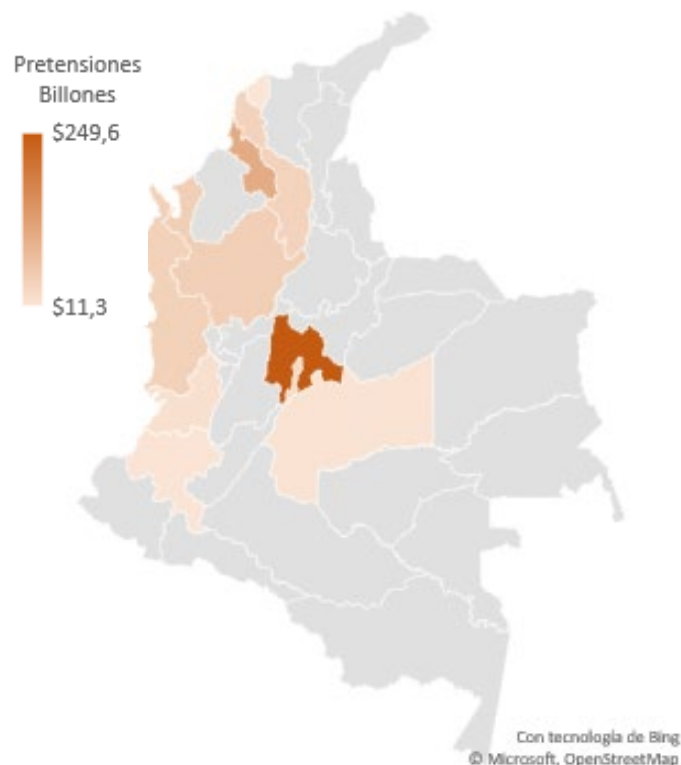 Pretensiones
Billones
$249,6
$11,3
Con tecnología de Bing
© Microsoft, OpenStreetMap